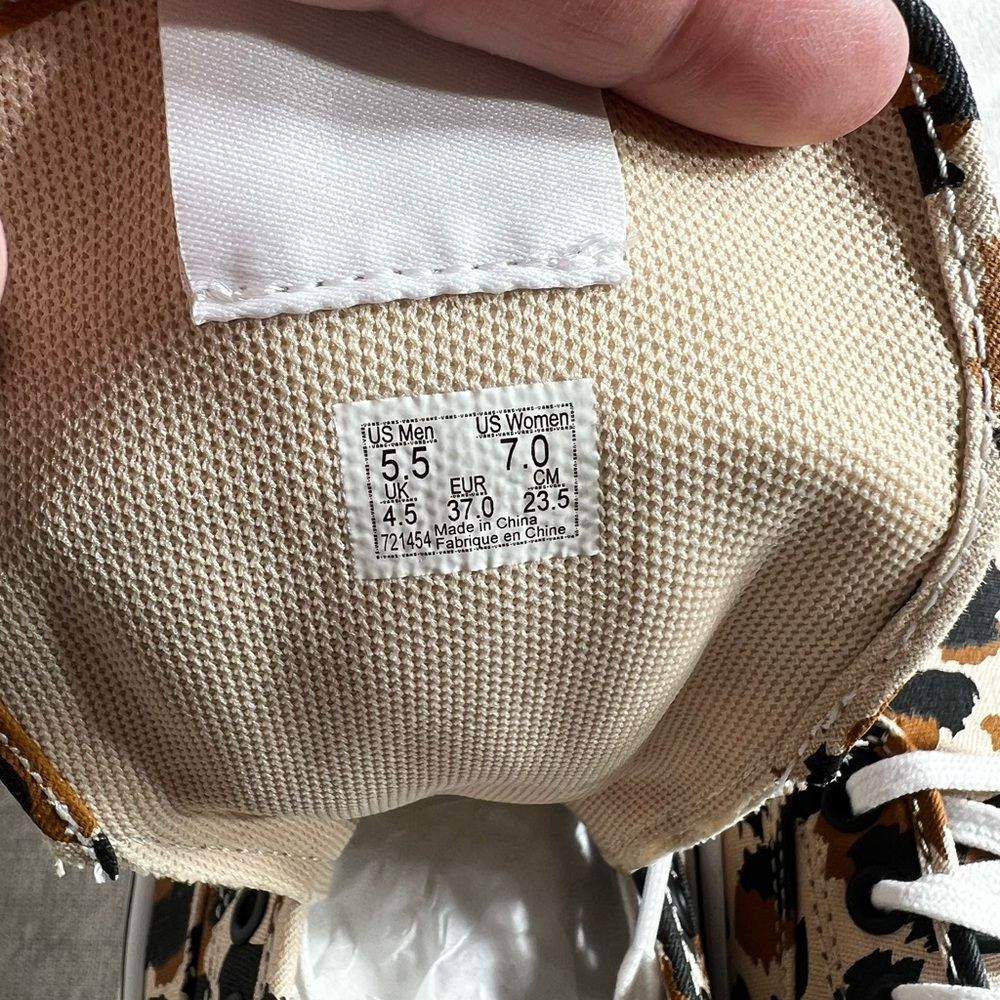 US Men US Women
5.5 7.0
UK EUR CM
4.5 37.0 23.5
Made in China
721454 Fabrique en Chine